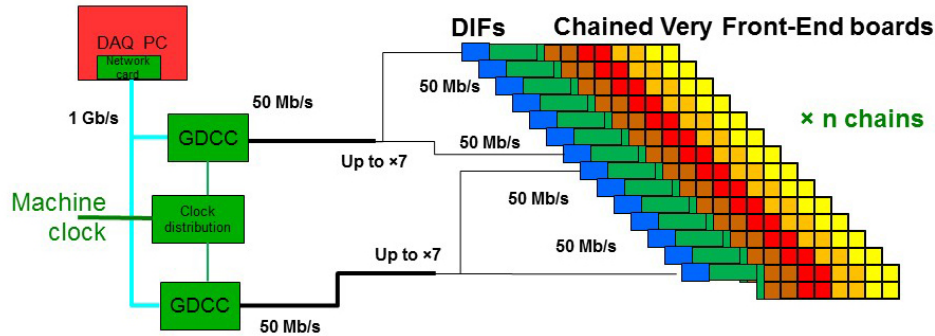 DIFs
Chained Very Front-End boards
DAQ PC
Network
card
50 Mb/s
50 Mb/s
1 Gb/s
GDCC
× n chains
50 Mb/s
Up to ×7
Machine
clock
Clock
distribution
50 Mb/s
50 Mb/s
Up to ×7
GDCC
50 Mb/s